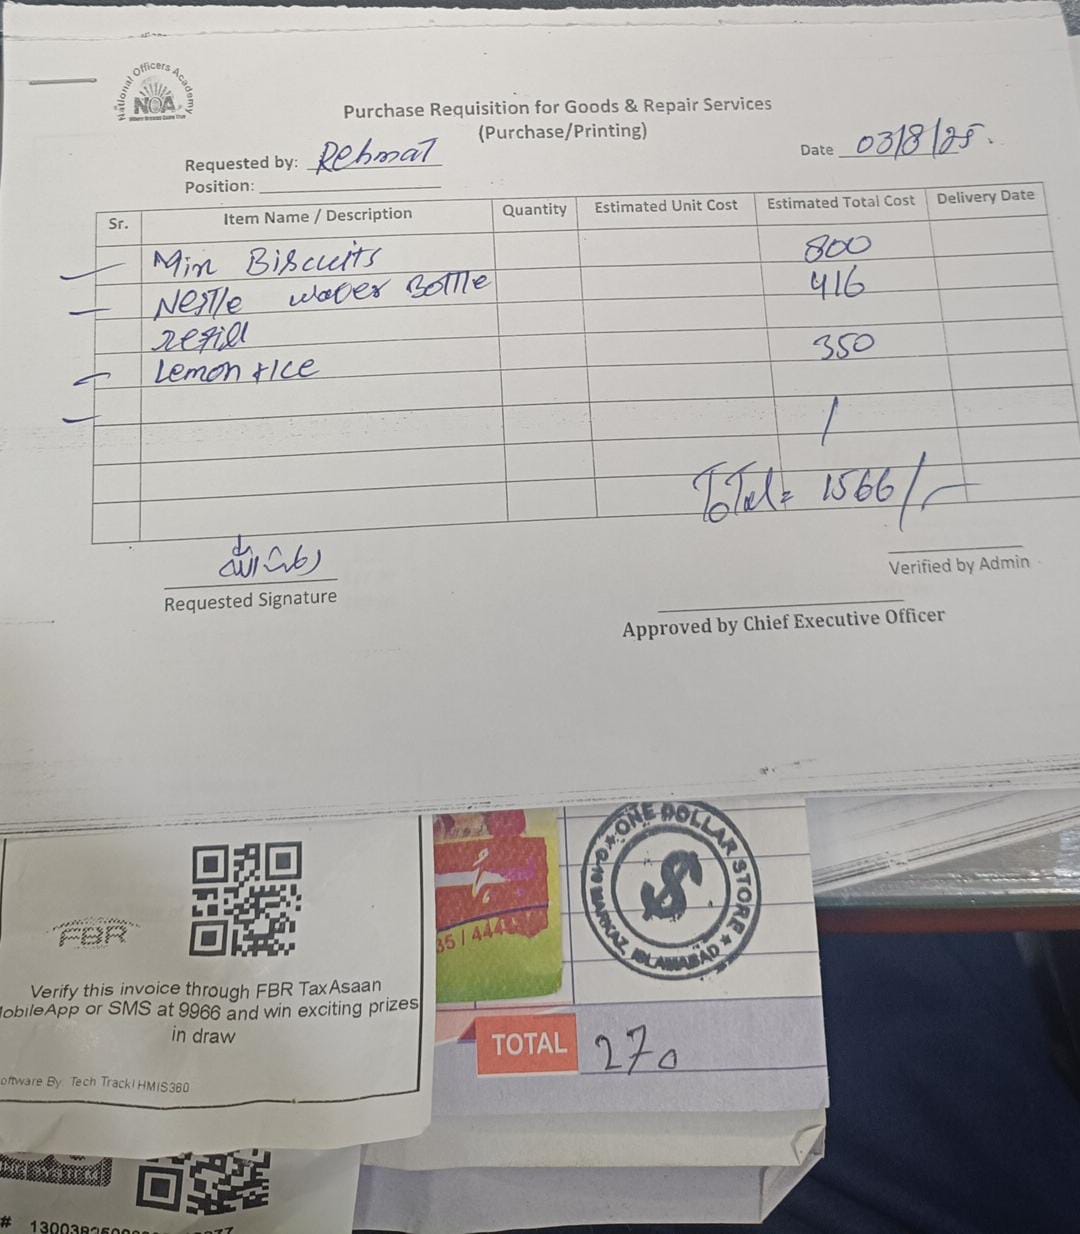 National Officers Academy
NOA
Purchase Requisition for Goods & Repair Services
(Purchase/Printing)
Requested by: Rehmat
Date 03/8/25.
Position:
Sr. Item Name / Description Quantity Estimated Unit Cost Estimated Total Cost Delivery Date
Min Biscuits 800
Nestle water Bottle 416
refill
Lemon + Ice 350
Total = 1566/-
Requested Signature
Verified by Admin
Approved by Chief Executive Officer
FBR
Verify this invoice through FBR TaxAsaan
MobileApp or SMS at 9966 and win exciting prizes
in draw
oftware By: Tech Track|HMIS360
35 | 444
ONE DOLLAR STORE
MARKAZ, ISLAMABAD
$
TOTAL 270